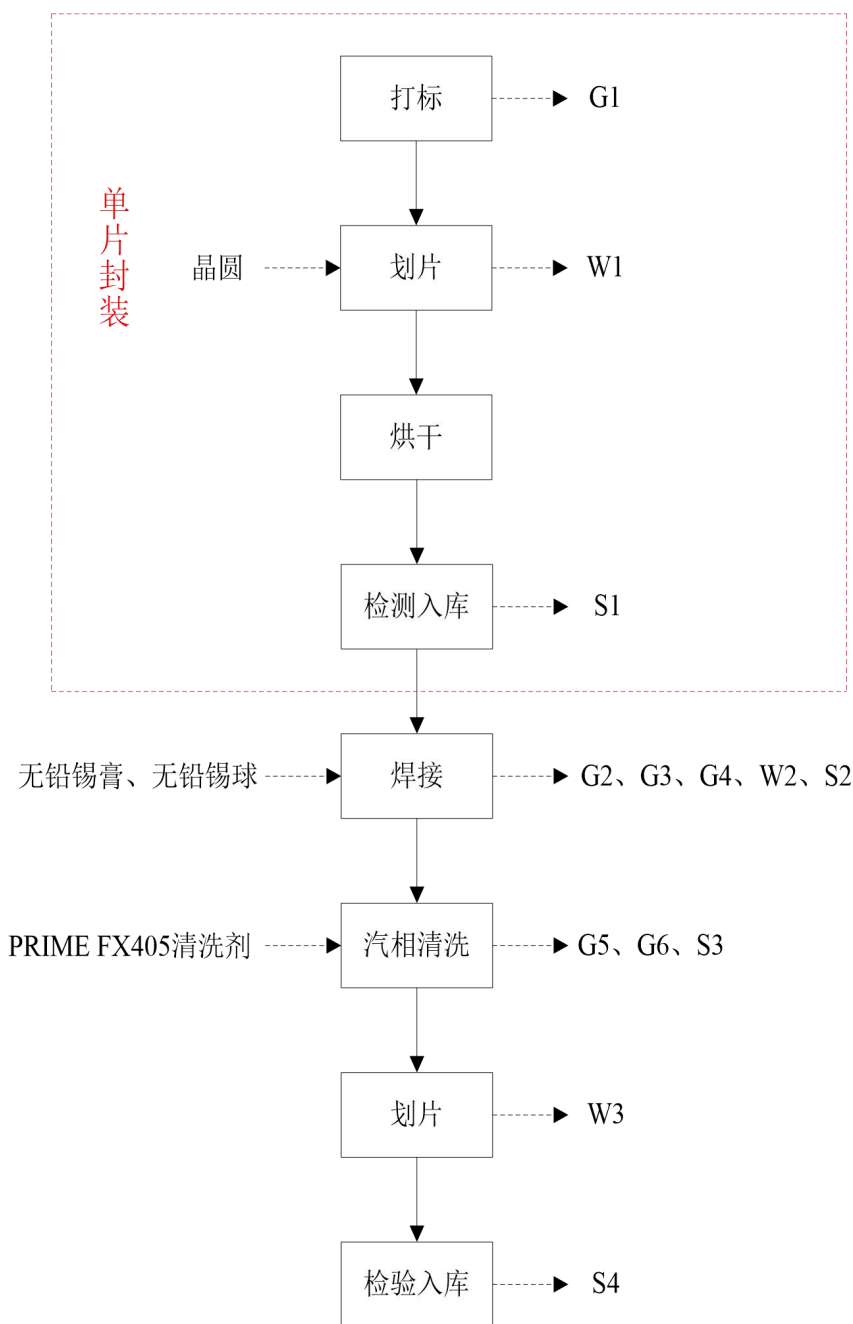 打标 G1
单片封装
晶圆 划片 W1
烘干
检测入库 S1
无铅锡膏、无铅锡球 焊接 G2、G3、G4、W2、S2
PRIME FX405清洗剂 汽相清洗 G5、G6、S3
划片 W3
检验入库 S4